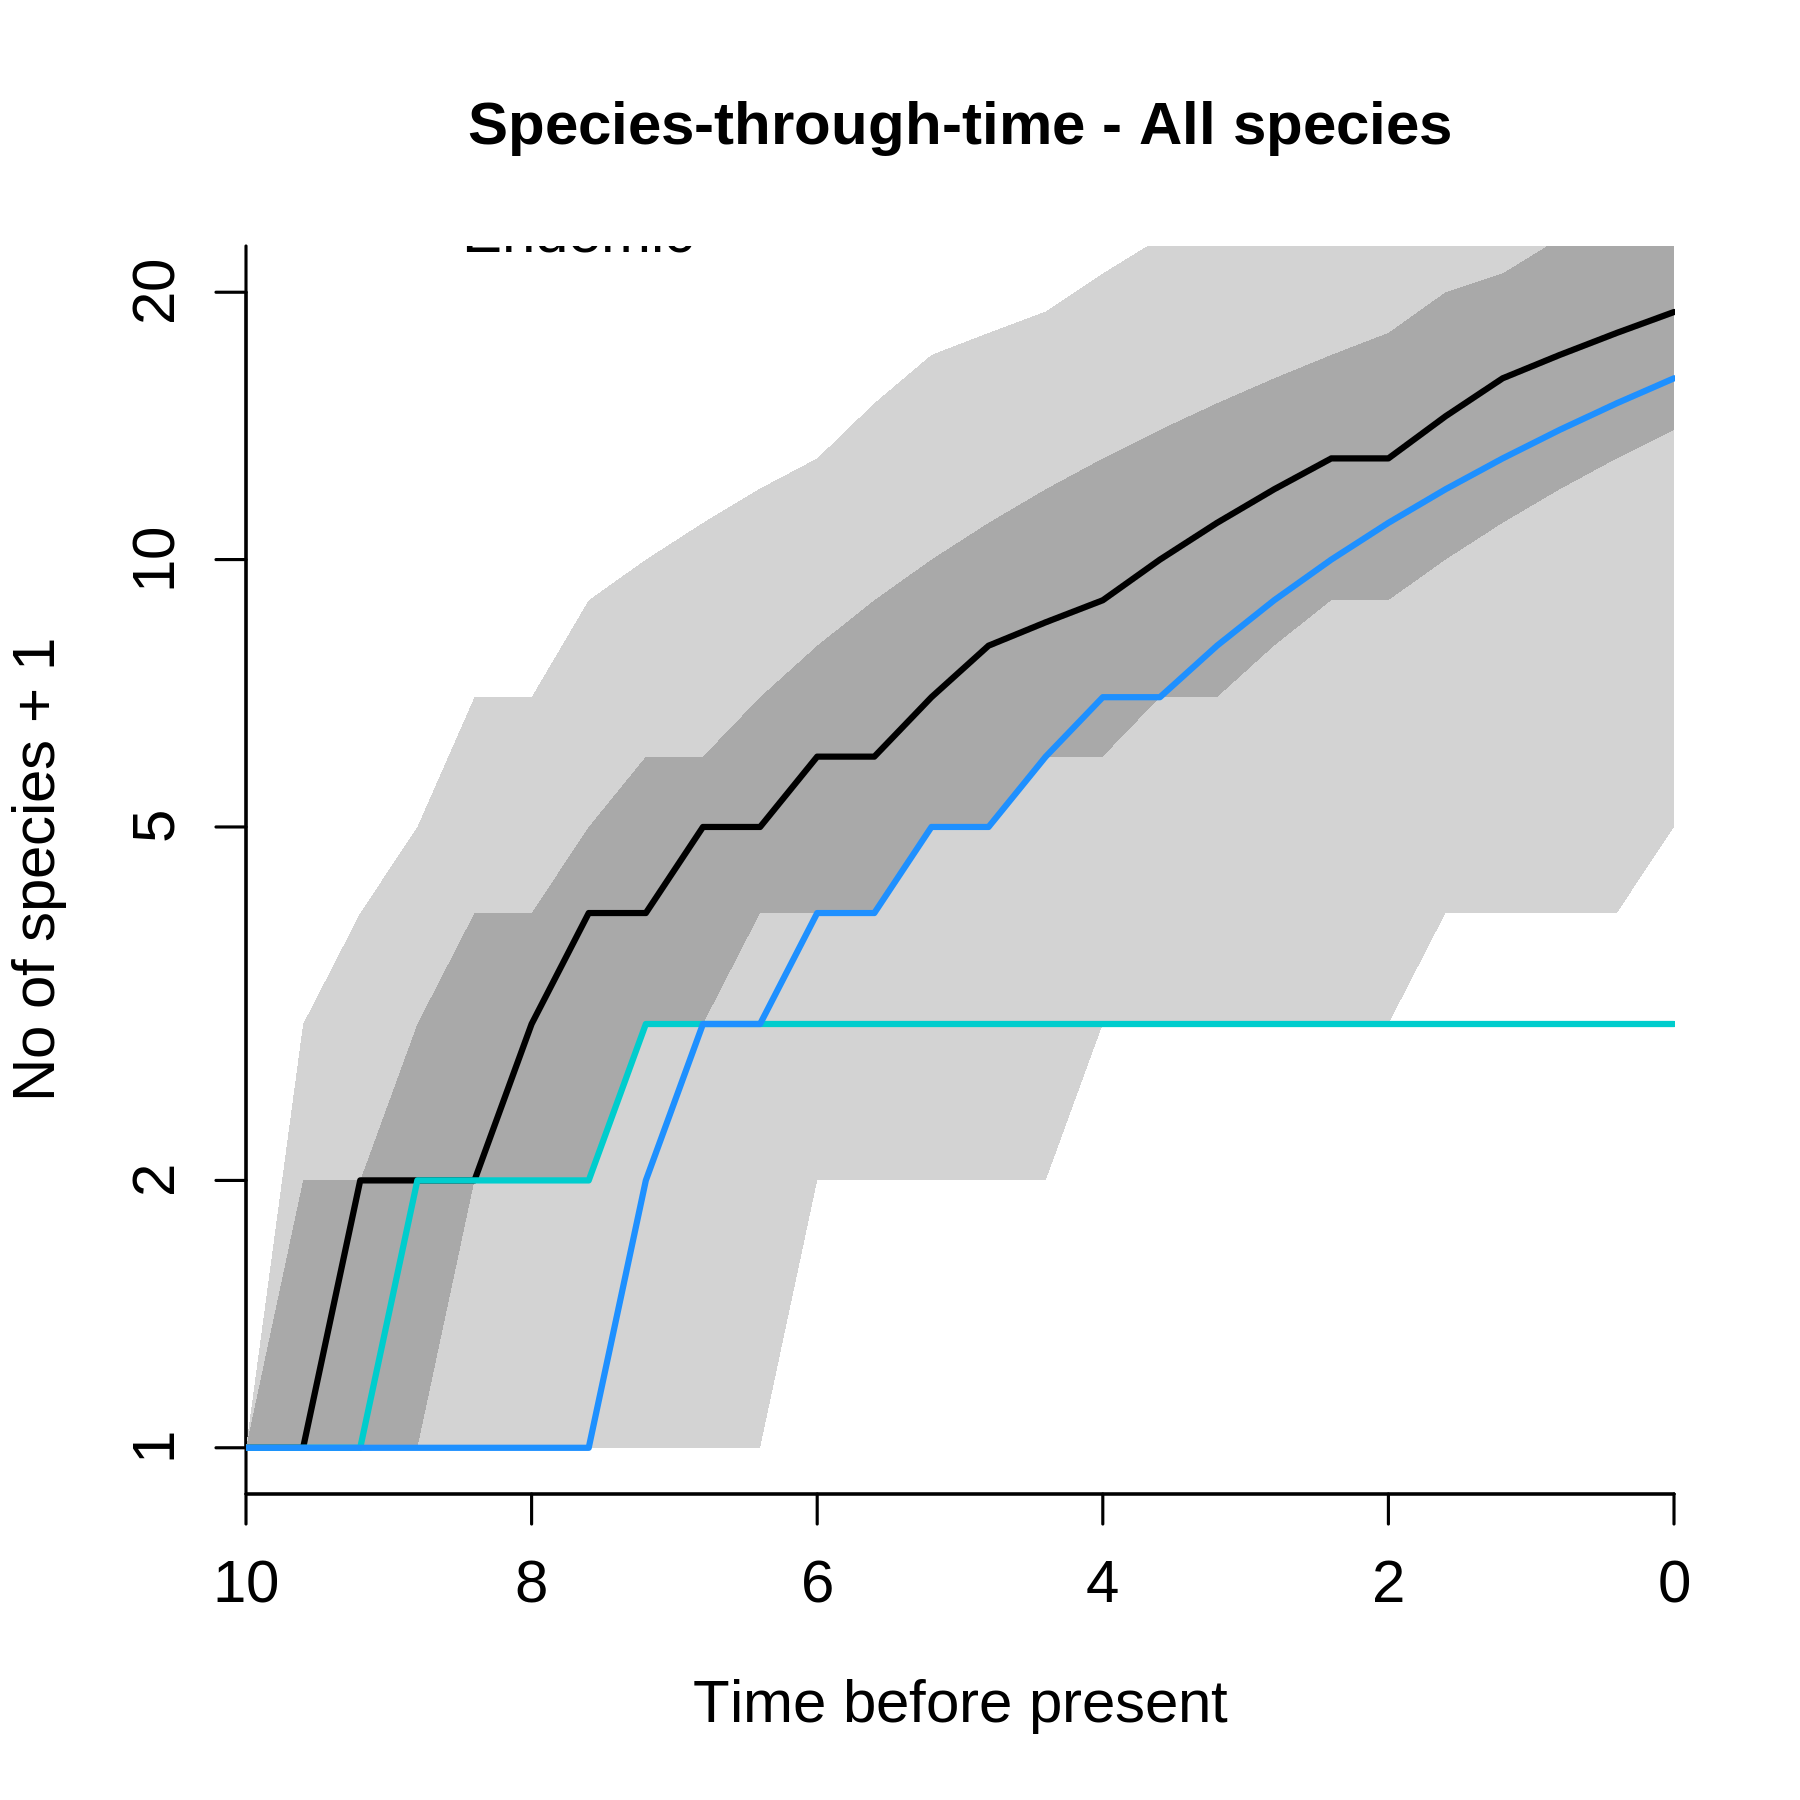 Species-through-time - All species
20
10
5
2
1
No of species + 1
10 8 6 4 2 0
Time before present